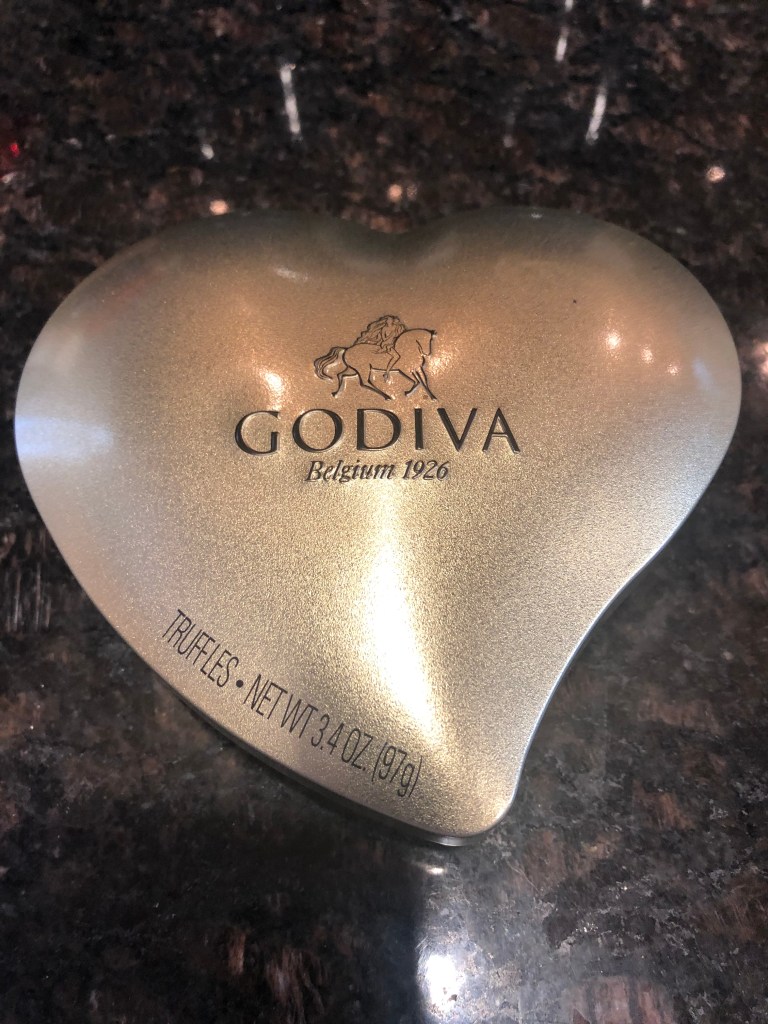 GODIVA
Belgium 1926
TRUFFLES • NET WT 3.4 OZ. (97g)